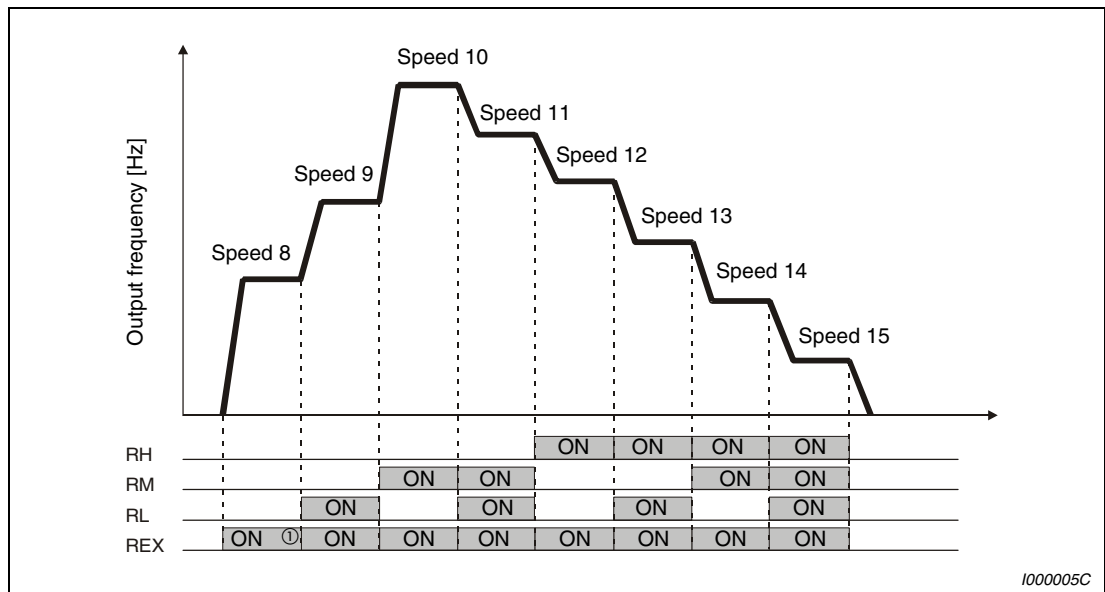 Speed 10
Speed 11
Speed 12
Speed 9
Speed 13
Speed 8
Speed 14
Speed 15
Output frequency [Hz]
RH ON ON ON ON
RM ON ON ON ON
RL ON ON ON ON
REX ON ① ON ON ON ON ON ON ON
I000005C